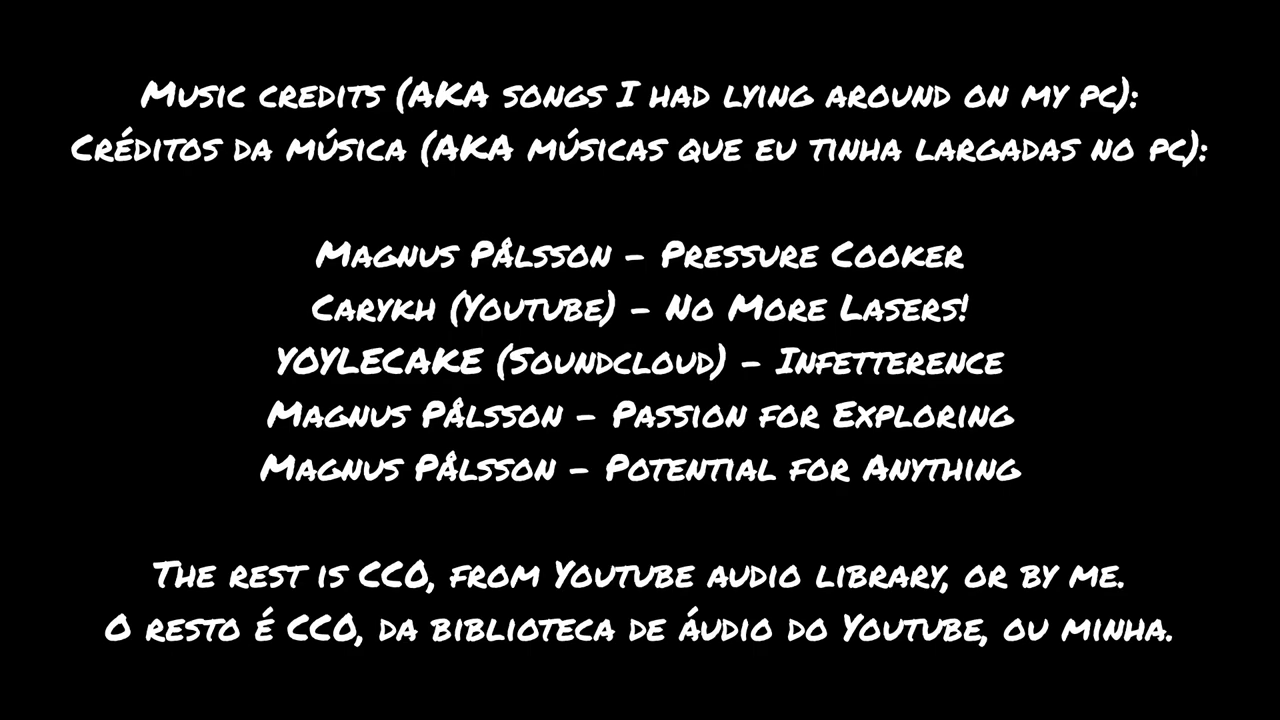 Music credits (AKA songs I had lying around on my pc):
Créditos da música (AKA músicas que eu tinha largadas no pc):
Magnus Pålsson - Pressure Cooker
Carykh (Youtube) - No More Lasers!
YOYLECAKE (Soundcloud) - Infetterence
Magnus Pålsson - Passion for Exploring
Magnus Pålsson - Potential for Anything
The rest is CC0, from Youtube audio library, or by me.
O resto é CC0, da biblioteca de áudio do Youtube, ou minha.